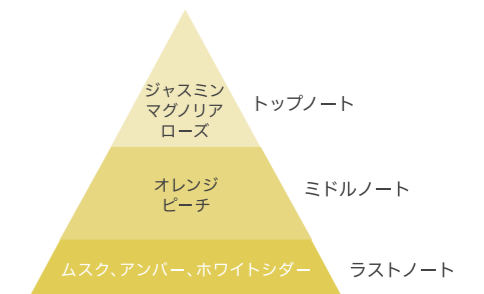 ジャスミン
マグノリア
ローズ
トップノート
オレンジ
ピーチ
ミドルノート
ムスク、アンバー、ホワイトシダー
ラストノート